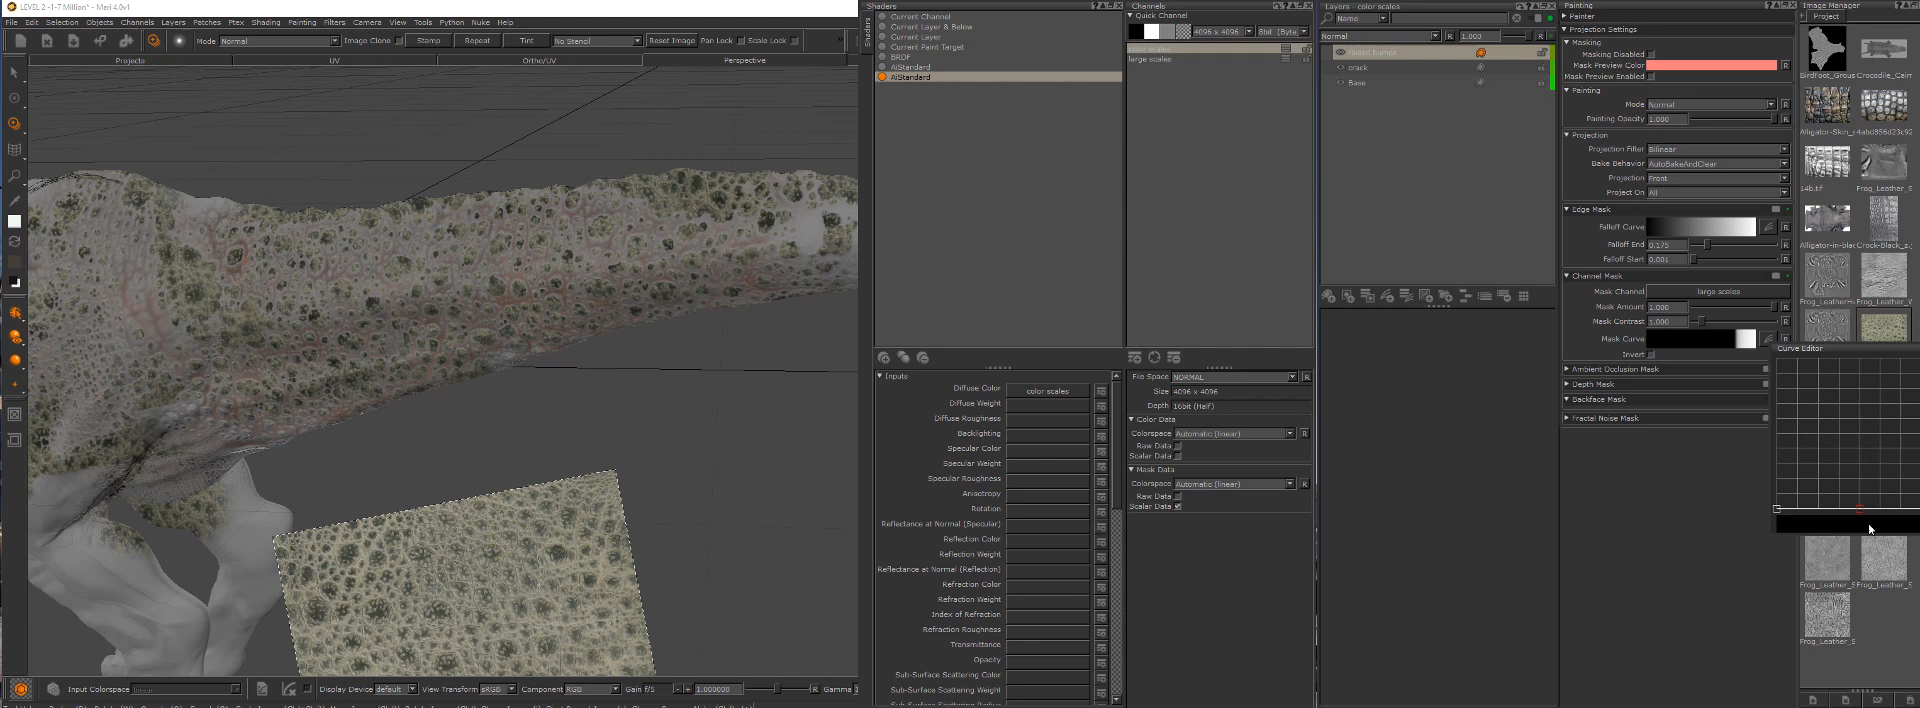 LEVEL 2 -1-7 Million* - Mari 4.0v1
File Edit Selection Objects Channels Layers Patches Ptex Shading Painting Filters Camera View Tools Python Nuke Help
Mode Normal Image Clone Stamp Repeat Tint No Stencil Reset Image Pan Lock Scale Lock
Projects UV Ortho/UV Perspective
Shaders
Shaders
Current Channel
Current Layer & Below
Current Layer
Current Paint Target
BRDF
AiStandard
AiStandard
Inputs
Diffuse Color color scales
Diffuse Weight
Diffuse Roughness
Backlighting
Specular Color
Specular Weight
Specular Roughness
Anisotropy
Rotation
Reflectance at Normal (Specular)
Reflection Color
Reflection Weight
Reflectance at Normal (Reflection)
Refraction Color
Refraction Weight
Index of Refraction
Refraction Roughness
Transmittance
Opacity
Sub-Surface Scattering Color
Sub-Surface Scattering Weight
Channels
Quick Channel
4096 x 4096 8bit (Byte)
color scales
large scales
File Space NORMAL R
Size 4096 x 4096
Depth 16bit (Half)
Color Data
Colorspace Automatic (linear) R
Raw Data
Scalar Data
Mask Data
Colorspace Automatic (linear) R
Raw Data
Scalar Data
Layers - color scales
Name
Normal R 1.000 R
raised bumps
crack
Base
Painting
Painter
Projection Settings
Masking
Masking Disabled
Mask Preview Color R
Mask Preview Enabled
Painting
Mode Normal R
Painting Opacity 1.000 R
Projection
Projection Filter Bilinear R
Bake Behavior AutoBakeAndClear R
Projection Front R
Project On All R
Edge Mask
Falloff Curve R
Falloff End 0.175 R
Falloff Start 0.001 R
Channel Mask
Mask Channel large scales
Mask Amount 1.000 R
Mask Contrast 1.000 R
Mask Curve R
Invert
Ambient Occlusion Mask
Depth Mask
Backface Mask
Fractal Noise Mask
Curve Editor
Image Manager
Project
14b.tif
Input Colorspace linear Display Device default View Transform sRGB Component RGB Gain f/5 - + 1.000000 R Gamma